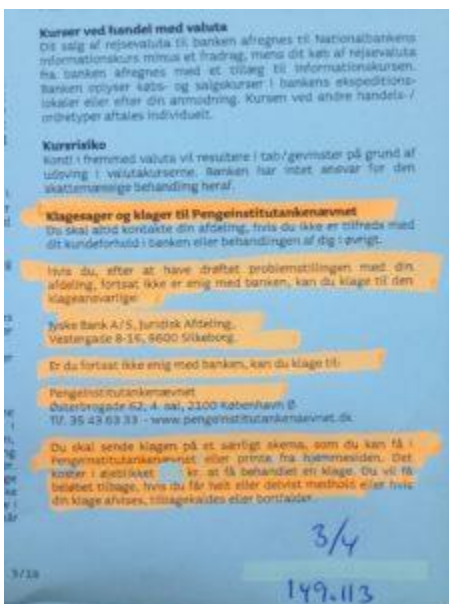 Kurser ved handel med valuta
Dit salg af rejsevaluta til banken afregnes til Nationalbankens
informationskurs minus et fradrag, mens dit køb af rejsevaluta
fra banken afregnes med et tillæg til informationskursen.
Banken oplyser købs- og salgskurser i bankens ekspeditions-
lokaler eller efter din anmodning. Kursen ved andre handels-/
ordretyper aftales individuelt.
Kursrisiko
Konti i fremmed valuta vil resultere i tab/gevinster på grund af
udsving i valutakurserne. Banken har intet ansvar for den
skattemæssige behandling heraf.
Klagesager og klager til Pengeinstitutankenævnet
Du skal altid kontakte din afdeling, hvis du ikke er tilfreds med
dit kundeforhold i banken eller behandlingen af dig i øvrigt.
Hvis du, efter at have drøftet problemstillingen med din
afdeling, fortsat ikke er enig med banken, kan du klage til den
klageansvarlige:
Jyske Bank A/S, Juridisk Afdeling,
Vestergade 8-16, 8600 Silkeborg.
Er du fortsat ikke enig med banken, kan du klage til:
Pengeinstitutankenævnet
Østerbrogade 62, 4. sal, 2100 København Ø
Tlf. 35 43 63 33 - www.pengeinstitutankenaevnet.dk
Du skal sende klagen på et særligt skema, som du kan få i
Pengeinstitutankenævnet eller printe fra hjemmesiden. Det
koster i øjeblikket kr. at få behandlet en klage. Du vil få
beløbet tilbage, hvis du får helt eller delvist medhold eller hvis
din klage afvises, tilbagekaldes eller bortfalder.
3/4
3/16
149.113